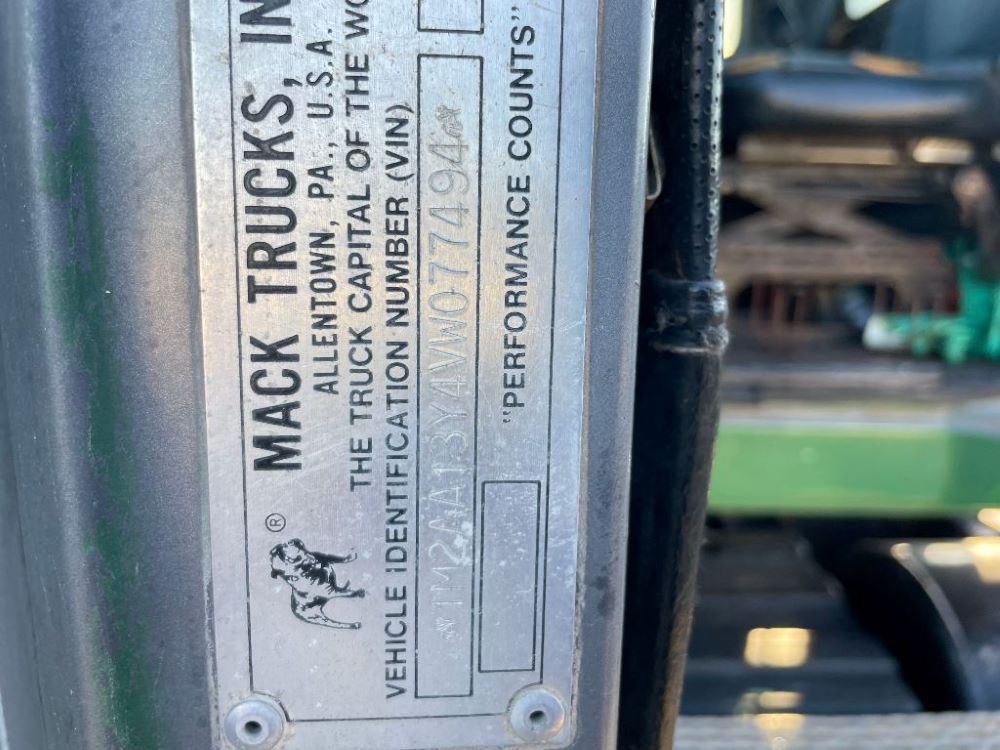 MACK TRUCKS, IN
ALLENTOWN, PA., U.S.A.
THE TRUCK CAPITAL OF THE WO
VEHICLE IDENTIFICATION NUMBER (VIN)
*1M2AA13Y4VW077494*
"PERFORMANCE COUNTS"
®